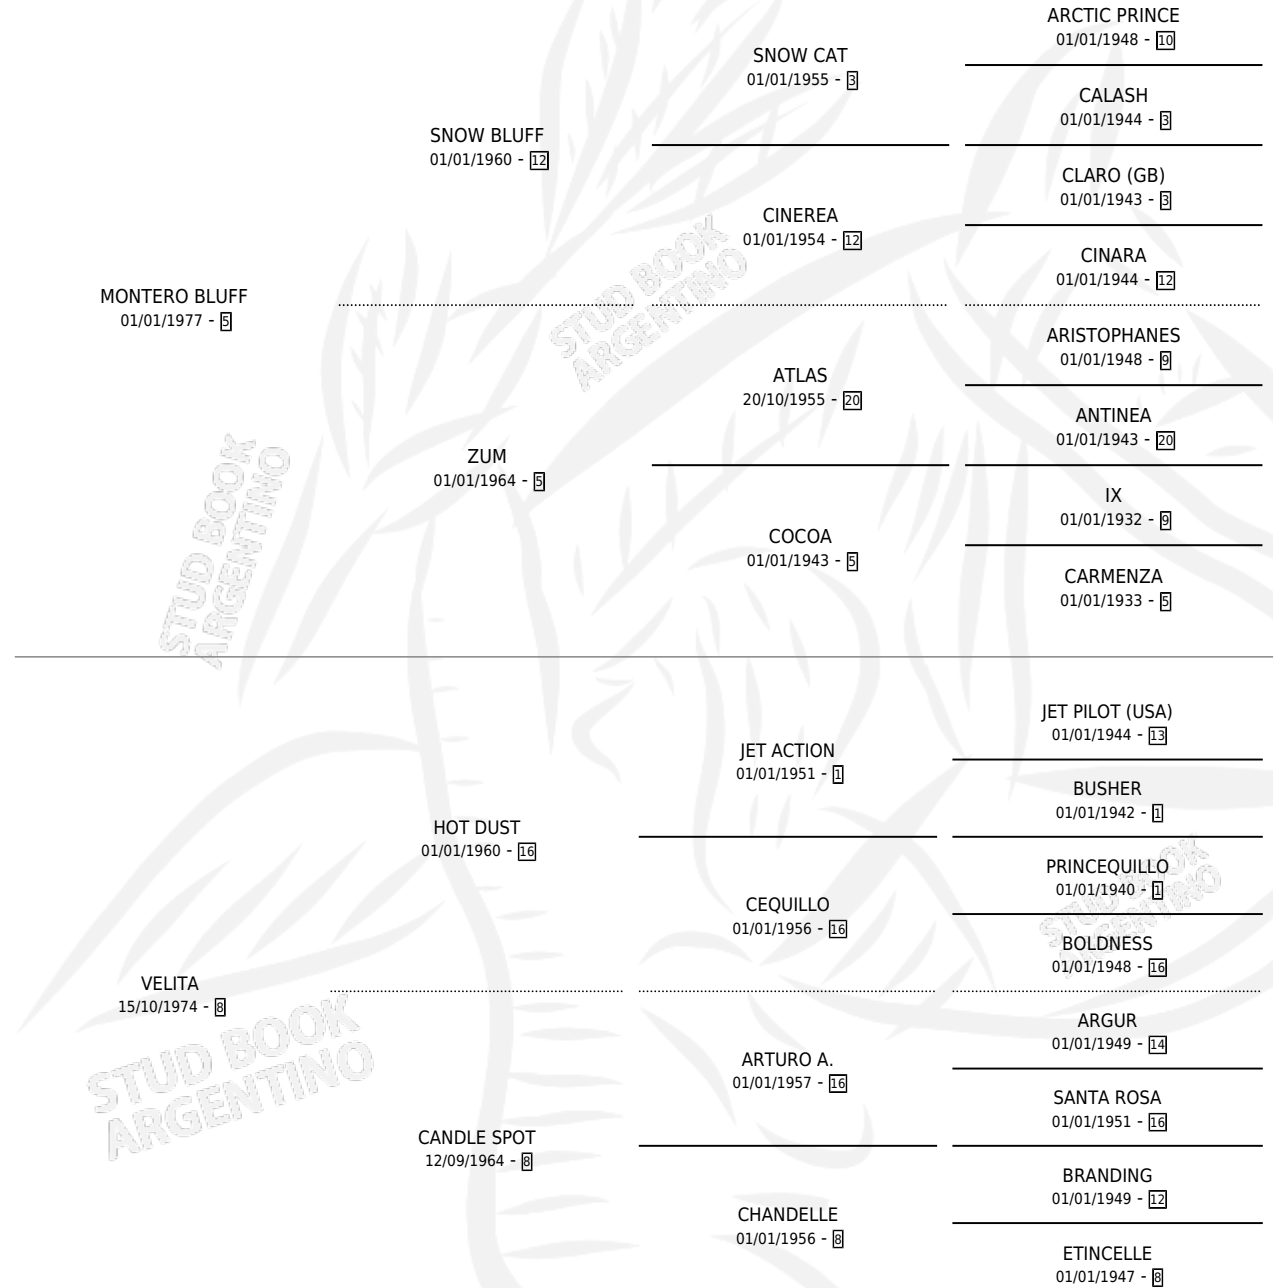 ARCTIC PRINCE
01/01/1948 - 10
SNOW CAT
01/01/1955 - 3
CALASH
01/01/1944 - 3
SNOW BLUFF
01/01/1960 - 12
CLARO (GB)
01/01/1943 - 3
CINEREA
01/01/1954 - 12
CINARA
01/01/1944 - 12
MONTERO BLUFF
01/01/1977 - 5
ARISTOPHANES
01/01/1948 - 9
ATLAS
20/10/1955 - 20
ANTINEA
01/01/1943 - 20
ZUM
01/01/1964 - 5
IX
01/01/1932 - 9
COCOA
01/01/1943 - 5
CARMENZA
01/01/1933 - 5
STUD BOOK
ARGENTINO
STUD BOOK
ARGENTINO
JET PILOT (USA)
01/01/1944 - 13
JET ACTION
01/01/1951 - 1
BUSHER
01/01/1942 - 1
HOT DUST
01/01/1960 - 16
PRINCEQUILLO
01/01/1940 - 1
CEQUILLO
01/01/1956 - 16
BOLDNESS
01/01/1948 - 16
VELITA
15/10/1974 - 8
ARGUR
01/01/1949 - 14
ARTURO A.
01/01/1957 - 16
SANTA ROSA
01/01/1951 - 16
CANDLE SPOT
12/09/1964 - 8
BRANDING
01/01/1949 - 12
CHANDELLE
01/01/1956 - 8
ETINCELLE
01/01/1947 - 8
STUD BOOK
ARGENTINO
STUD BOOK
ARGENTINO